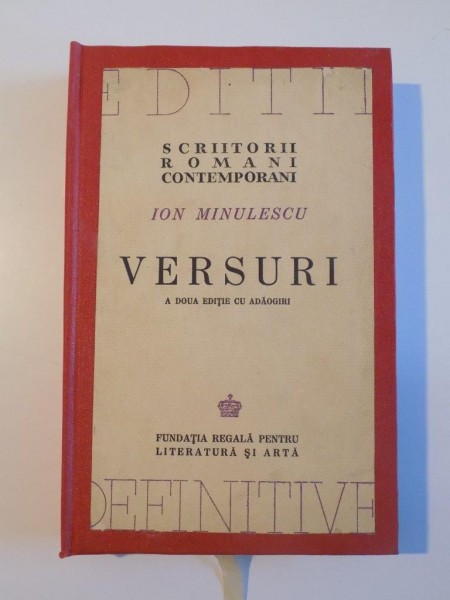 EDITII
SCRIITORII
ROMANI
CONTEMPORANI
ION MINULESCU
VERSURI
A DOUA EDIȚIE CU ADĂOGIRI
FUNDAȚIA REGALĂ PENTRU
LITERATURĂ ȘI ARTĂ
DEFINITIVE